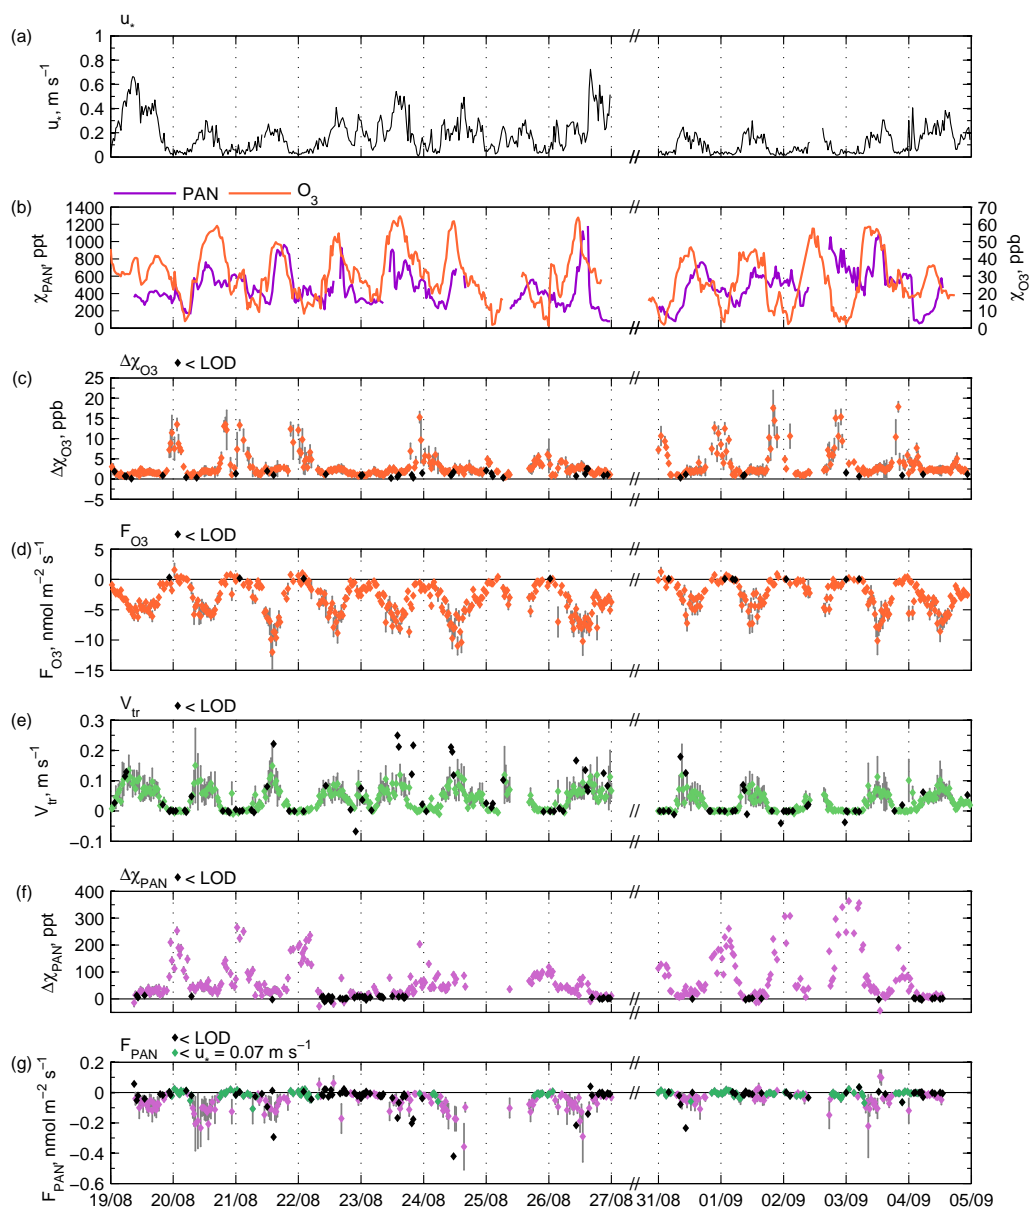 (a) u*
u*, m s−1
1
0.8
0.6
0.4
0.2
0
PAN O3
(b)
χPAN, ppt
1400
1200
1000
800
600
400
200
0
70
60
50
40
30
20
10
0
χO3, ppb
ΔχO3 < LOD
(c)
ΔχO3, ppb
25
20
15
10
5
0
−5
FO3 < LOD
(d)
FO3, nmol m−2 s−1
5
0
−5
−10
−15
Vtr < LOD
(e)
Vtr, m s−1
0.3
0.2
0.1
0
−0.1
ΔχPAN < LOD
(f)
ΔχPAN, ppt
400
300
200
100
0
< LOD
(g) FPAN < u* = 0.07 m s−1
FPAN, nmol m−2 s−1
0.2
0
−0.2
−0.4
−0.6
19/08 20/08 21/08 22/08 23/08 24/08 25/08 26/08 27/08 31/08 01/09 02/09 03/09 04/09 05/09